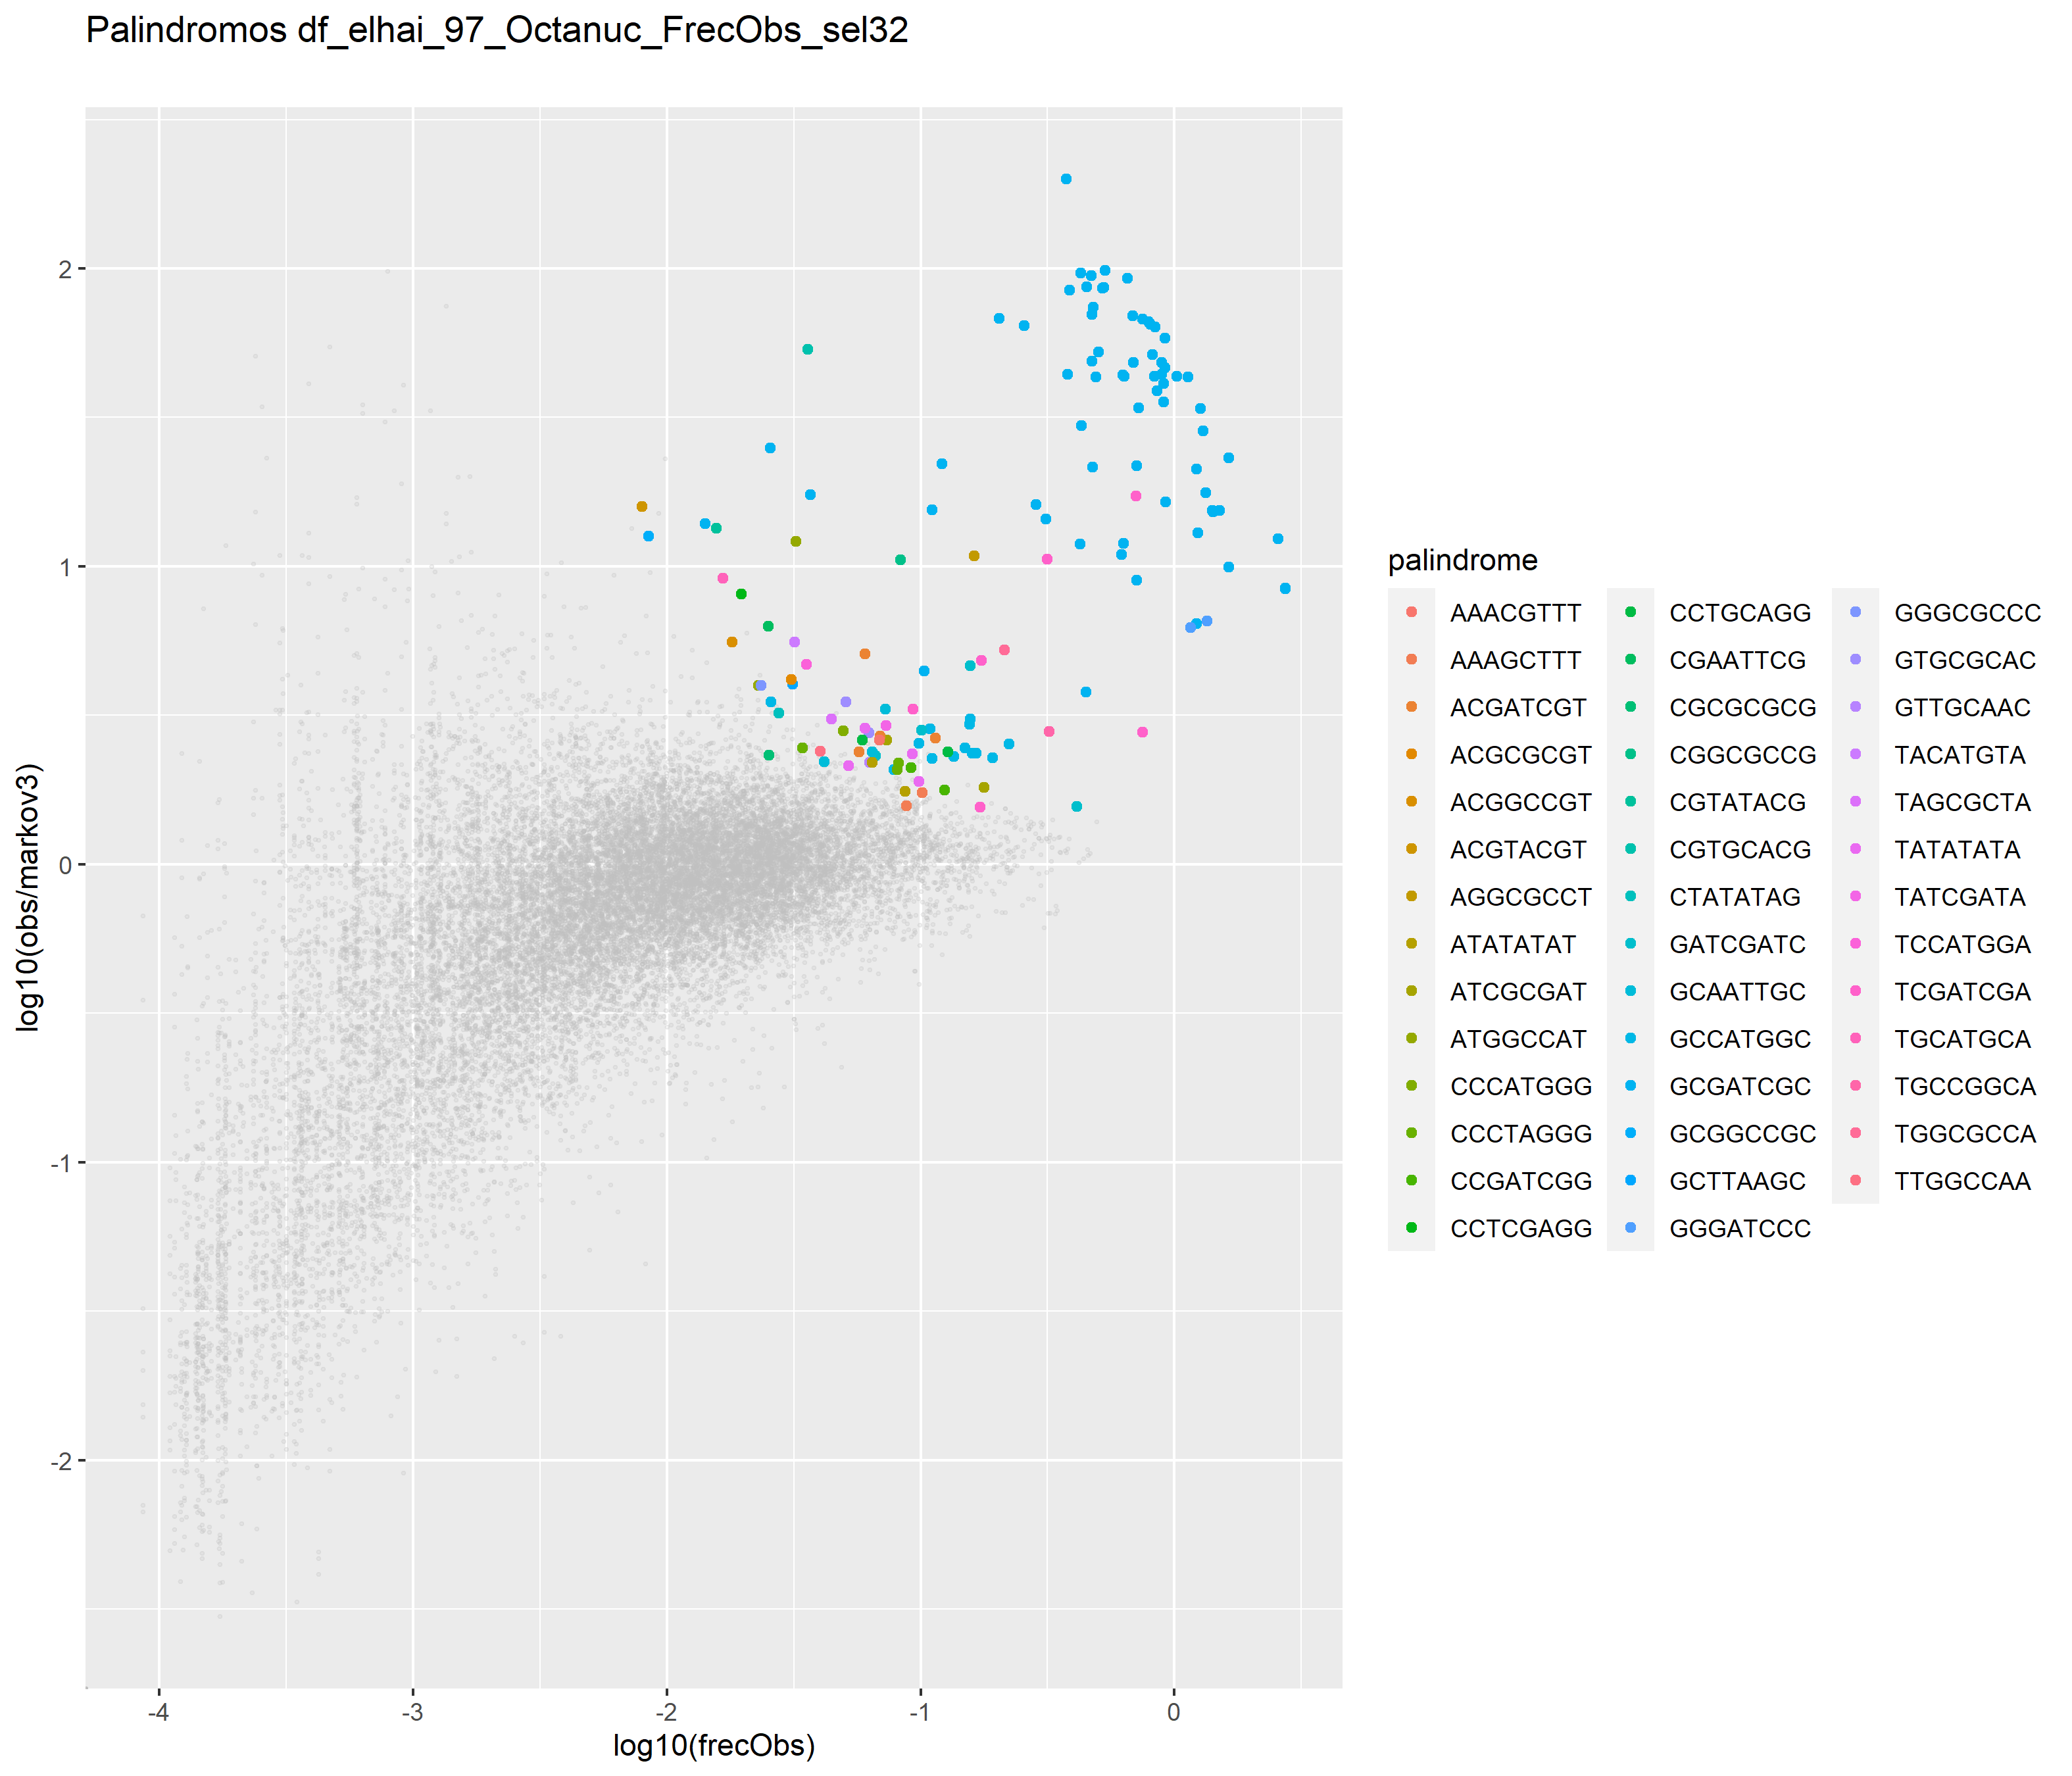 Palindromos df_elhai_97_Octanuc_FrecObs_sel32
log10(obs/markov3)
2
1
0
-1
-2
-4
-3
-2
-1
0
log10(frecObs)
palindrome
AAACGTTT
AAAGCTTT
ACGATCGT
ACGCGCGT
ACGGCCGT
ACGTACGT
AGGCGCCT
ATATATAT
ATCGCGAT
ATGGCCAT
CCCATGGG
CCCTAGGG
CCGATCGG
CCTCGAGG
CCTGCAGG
CGAATTCG
CGCGCGCG
CGGCGCCG
CGTATACG
CGTGCACG
CTATATAG
GATCGATC
GCAATTGC
GCCATGGC
GCGATCGC
GCGGCCGC
GCTTAAGC
GGGATCCC
GGGCGCCC
GTGCGCAC
GTTGCAAC
TACATGTA
TAGCGCTA
TATATATA
TATCGATA
TCCATGGA
TCGATCGA
TGCATGCA
TGCCGGCA
TGGCGCCA
TTGGCCAA